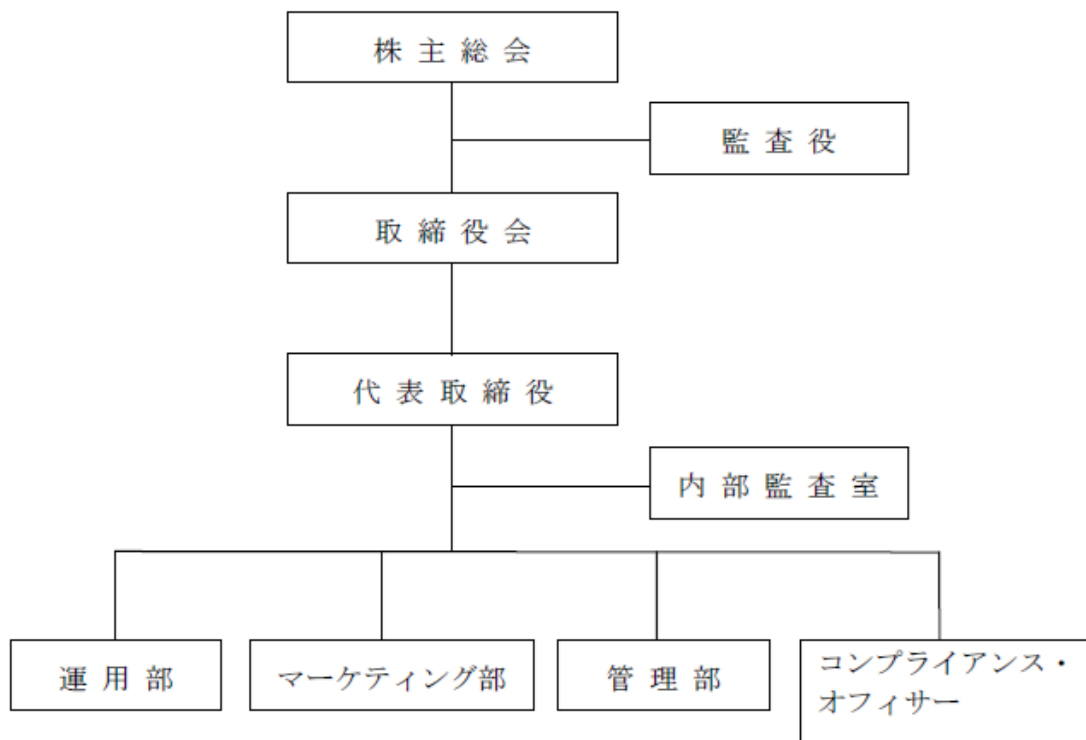 株主総会
監査役
取締役会
代表取締役
内部監査室
運用部
マーケティング部
管理部
コンプライアンス・
オフィサー